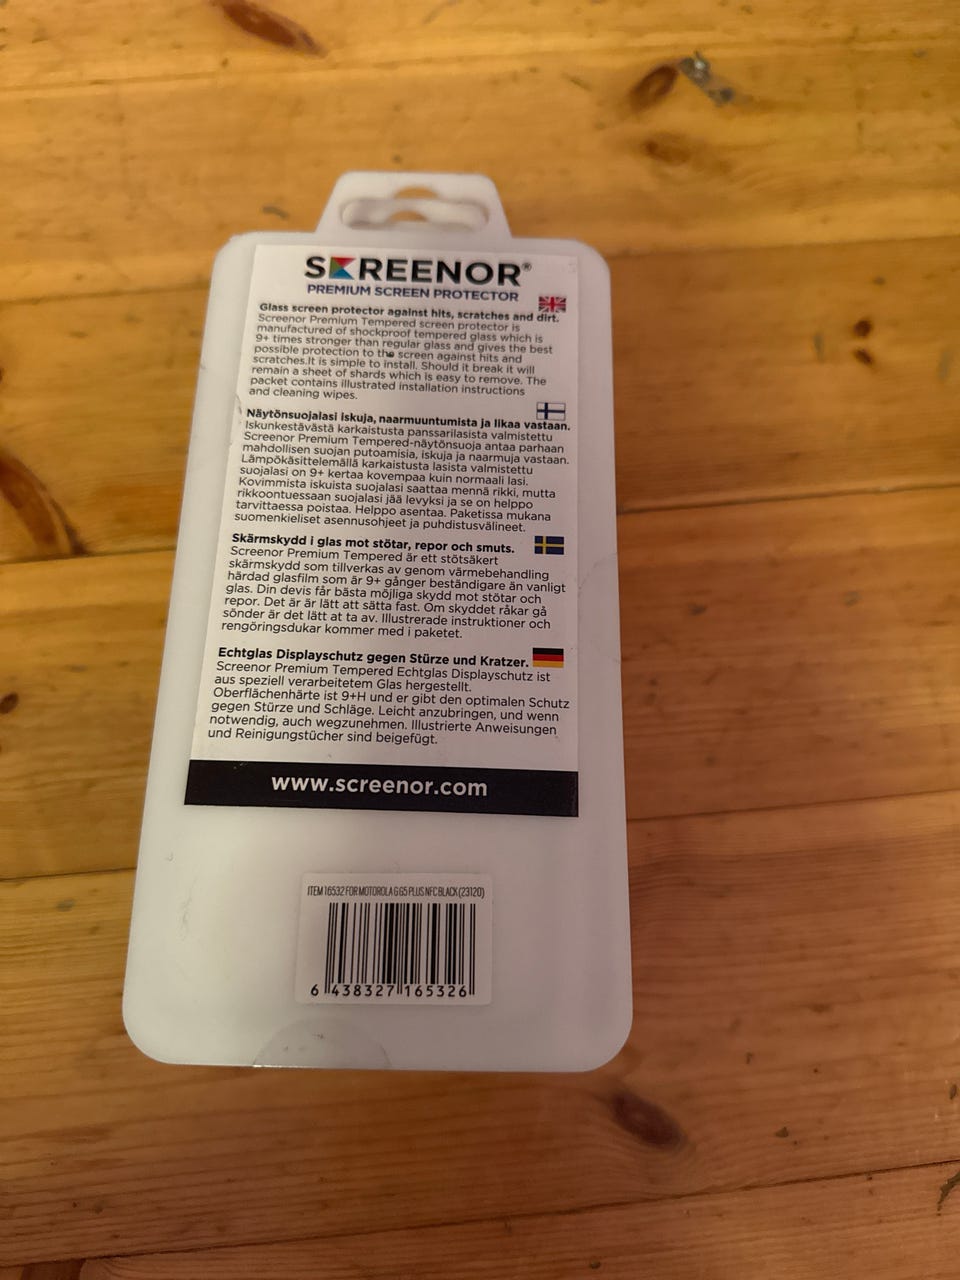 SCREENOR®
PREMIUM SCREEN PROTECTOR
Glass screen protector against hits, scratches and dirt.
Screenor Premium Tempered screen protector is
manufactured of shockproof tempered glass which is
9+ times stronger than regular glass and gives the best
possible protection to the screen against hits and
scratches.It is simple to install. Should it break it will
remain a sheet of shards which is easy to remove. The
packet contains illustrated installation instructions
and cleaning wipes.
Näytönsuojalasi iskuja, naarmuuntumista ja likaa vastaan.
Iskunkestävästä karkaistusta panssarilasista valmistettu
Screenor Premium Tempered-näytönsuoja antaa parhaan
mahdollisen suojan putoamisia, iskuja ja naarmuja vastaan.
Lämpökäsittelemällä karkaistusta lasista valmistettu
suojalasi on 9+ kertaa kovempaa kuin normaali lasi.
Kovimmista iskuista suojalasi saattaa mennä rikki, mutta
rikkoontuessaan suojalasi jää levyksi ja se on helppo
tarvittaessa poistaa. Helppo asentaa. Paketissa mukana
suomenkieliset asennusohjeet ja puhdistusvälineet.
Skärmskydd i glas mot stötar, repor och smuts.
Screenor Premium Tempered är ett stötsäkert
skärmskydd som tillverkas av genom värmebehandling
härdad glasfilm som är 9+ gånger beständigare än vanligt
glas. Din devis får bästa möjliga skydd mot stötar och
repor. Det är är lätt att sätta fast. Om skyddet råkar gå
sönder är det lätt at ta av. Illustrerade instruktioner och
rengöringsdukar kommer med i paketet.
Echtglas Displayschutz gegen Stürze und Kratzer.
Screenor Premium Tempered Echtglas Displayschutz ist
aus speziell verarbeitetem Glas hergestellt.
Oberflächenhärte ist 9+H und er gibt den optimalen Schutz
gegen Stürze und Schläge. Leicht anzubringen, und wenn
notwendig, auch wegzunehmen. Illustrierte Anweisungen
und Reinigungstücher sind beigefügt.
www.screenor.com
ITEM 16532 FOR MOTOROLA G G5 PLUS NFC BLACK (23120)
6 438327 165326